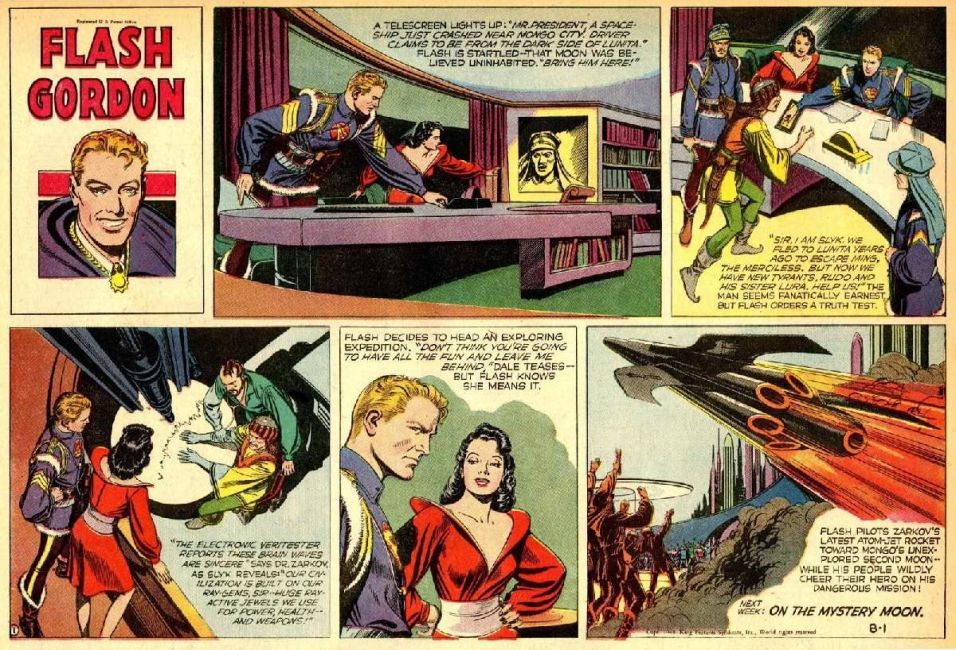 Registered U. S. Patent Office
FLASH
GORDON
A TELESCREEN LIGHTS UP: "MR. PRESIDENT, A SPACE-
SHIP JUST CRASHED NEAR MONGO CITY. DRIVER
CLAIMS TO BE FROM THE DARK SIDE OF LUNITA."
FLASH IS STARTLED--THAT MOON WAS BE-
LIEVED UNINHABITED. "BRING HIM HERE!"
"SIR, I AM SLYK. WE
FLED TO LUNITA YEARS
AGO TO ESCAPE MING,
THE MERCILESS. BUT NOW WE
HAVE NEW TYRANTS, RUDO AND
HIS SISTER LURA. HELP US!" THE
MAN SEEMS FANATICALLY EARNEST,
BUT FLASH ORDERS A TRUTH TEST.
"THE ELECTRONIC VERITESTER
REPORTS THESE BRAIN WAVES
ARE SINCERE" SAYS DR. ZARKOV,
AS SLYK REVEALS: "OUR CIV-
ILIZATION IS BUILT ON OUR
RAY-GEMS, SIR--HUGE RAY-
ACTIVE JEWELS WE USE
FOR POWER, HEALTH--
AND WEAPONS!"
FLASH DECIDES TO HEAD AN EXPLORING
EXPEDITION. "DON'T THINK YOU'RE GOING
TO HAVE ALL THE FUN AND LEAVE ME
BEHIND," DALE TEASES--
BUT FLASH KNOWS
SHE MEANS IT.
FLASH PILOTS ZARKOV'S
LATEST ATOM-JET ROCKET
TOWARD MONGO'S UNEX-
PLORED SECOND MOON--
WHILE HIS PEOPLE WILDLY
CHEER THEIR HERO ON HIS
DANGEROUS MISSION!
NEXT
WEEK: ON THE MYSTERY MOON.
8-1
King Features Syndicate, Inc., World rights reserved